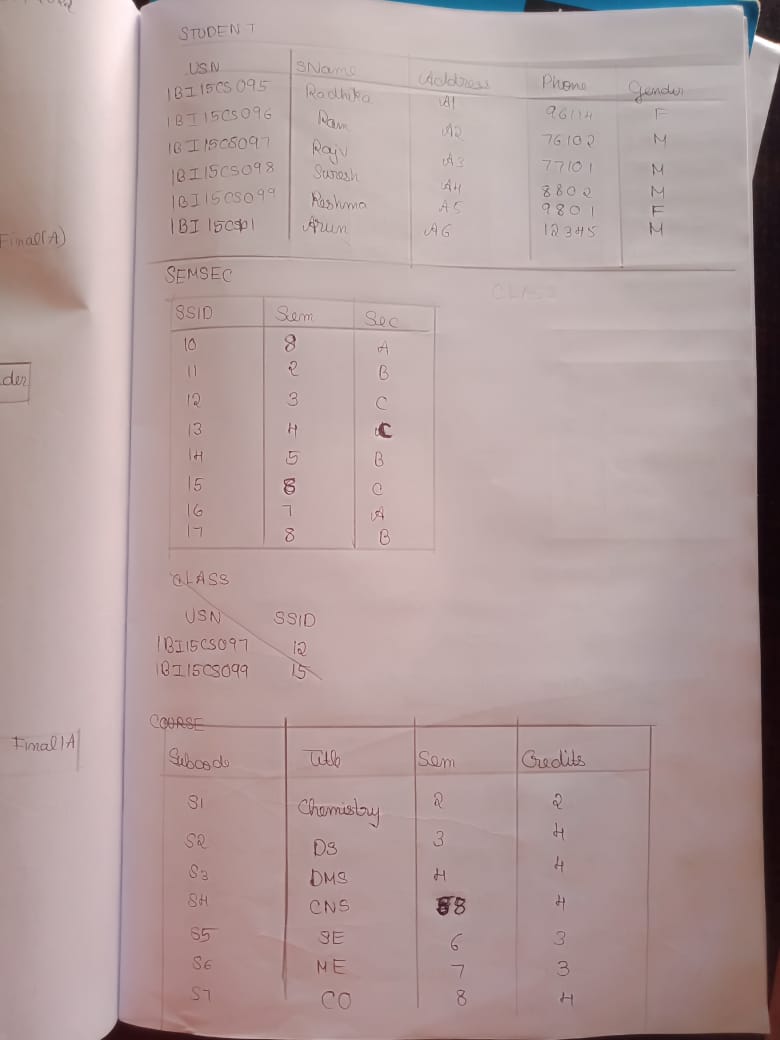 STUDENT
USN SName Address Phone Gender
1BI15CS095 Radhika A1 96114 F
1BI15CS096 Ram A2 76102 M
1BI15CS097 Rajv A3 77101 M
1BI15CS098 Suresh A4 8802 M
1BI15CS099 Reshma A5 9801 F
Arun A6 12345 M
SEMSEC
CLASS
SSID Sem Sec
10 8 A
11 2 B
12 3 C
13 4 C
14 5 B
15 8 C
16 7 A
17 8 B
CLASS
USN SSID
1BI15CS097 12
1BI15CS099 15
COURSE
Subcode Title Sem Credits
S1 Chemistry 2 2
S2 DS 3 4
S3 DMS 4 4
S4 CNS 8 4
S5 SE 6 3
S6 ME 7 3
S7 CO 8 4
Final(A)
der
Final IA